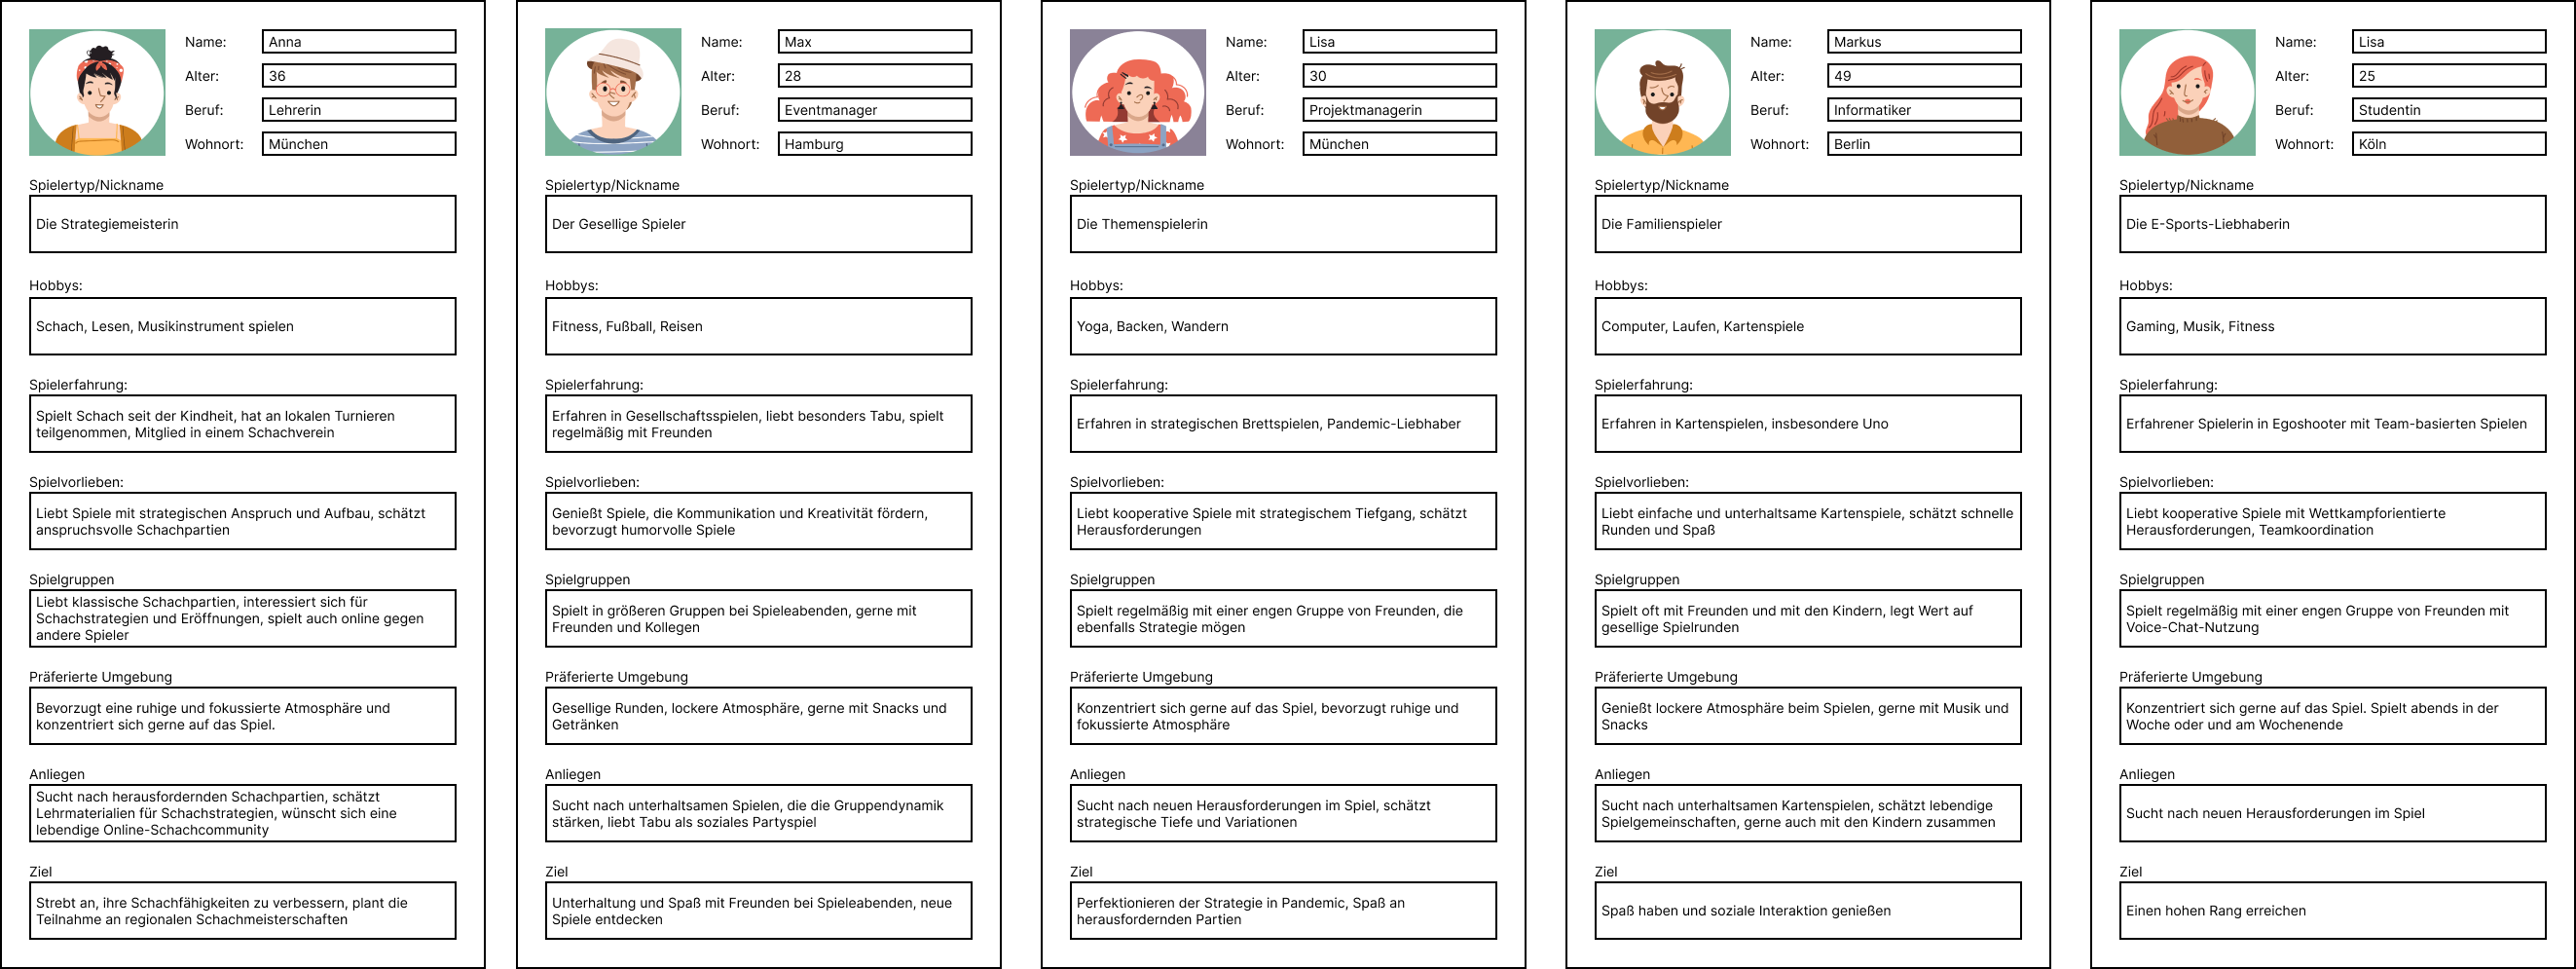 Name: Anna
Alter: 36
Beruf: Lehrerin
Wohnort: München
Spielertyp/Nickname
Die Strategiemeisterin
Hobbys:
Schach, Lesen, Musikinstrument spielen
Spielerfahrung:
Spielt Schach seit der Kindheit, hat an lokalen Turnieren
teilgenommen, Mitglied in einem Schachverein
Spielvorlieben:
Liebt Spiele mit strategischen Anspruch und Aufbau, schätzt
anspruchsvolle Schachpartien
Spielgruppen
Liebt klassische Schachpartien, interessiert sich für
Schachstrategien und Eröffnungen, spielt auch online gegen
andere Spieler
Präferierte Umgebung
Bevorzugt eine ruhige und fokussierte Atmosphäre und
konzentriert sich gerne auf das Spiel.
Anliegen
Sucht nach herausfordernden Schachpartien, schätzt
Lehrmaterialien für Schachstrategien, wünscht sich eine
lebendige Online-Schachcommunity
Ziel
Strebt an, ihre Schachfähigkeiten zu verbessern, plant die
Teilnahme an regionalen Schachmeisterschaften
Name: Max
Alter: 28
Beruf: Eventmanager
Wohnort: Hamburg
Spielertyp/Nickname
Der Gesellige Spieler
Hobbys:
Fitness, Fußball, Reisen
Spielerfahrung:
Erfahren in Gesellschaftsspielen, liebt besonders Tabu, spielt
regelmäßig mit Freunden
Spielvorlieben:
Genießt Spiele, die Kommunikation und Kreativität fördern,
bevorzugt humorvolle Spiele
Spielgruppen
Spielt in größeren Gruppen bei Spieleabenden, gerne mit
Freunden und Kollegen
Präferierte Umgebung
Gesellige Runden, lockere Atmosphäre, gerne mit Snacks und
Getränken
Anliegen
Sucht nach unterhaltsamen Spielen, die die Gruppendynamik
stärken, liebt Tabu als soziales Partyspiel
Ziel
Unterhaltung und Spaß mit Freunden bei Spieleabenden, neue
Spiele entdecken
Name: Lisa
Alter: 30
Beruf: Projektmanagerin
Wohnort: München
Spielertyp/Nickname
Die Themenspielerin
Hobbys:
Yoga, Backen, Wandern
Spielerfahrung:
Erfahren in strategischen Brettspielen, Pandemic-Liebhaber
Spielvorlieben:
Liebt kooperative Spiele mit strategischem Tiefgang, schätzt
Herausforderungen
Spielgruppen
Spielt regelmäßig mit einer engen Gruppe von Freunden, die
ebenfalls Strategie mögen
Präferierte Umgebung
Konzentriert sich gerne auf das Spiel, bevorzugt ruhige und
fokussierte Atmosphäre
Anliegen
Sucht nach neuen Herausforderungen im Spiel, schätzt
strategische Tiefe und Variationen
Ziel
Perfektionieren der Strategie in Pandemic, Spaß an
herausfordernden Partien
Name: Markus
Alter: 49
Beruf: Informatiker
Wohnort: Berlin
Spielertyp/Nickname
Die Familienspieler
Hobbys:
Computer, Laufen, Kartenspiele
Spielerfahrung:
Erfahren in Kartenspielen, insbesondere Uno
Spielvorlieben:
Liebt einfache und unterhaltsame Kartenspiele, schätzt schnelle
Runden und Spaß
Spielgruppen
Spielt oft mit Freunden und mit den Kindern, legt Wert auf
gesellige Spielrunden
Präferierte Umgebung
Genießt lockere Atmosphäre beim Spielen, gerne mit Musik und
Snacks
Anliegen
Sucht nach unterhaltsamen Kartenspielen, schätzt lebendige
Spielgemeinschaften, gerne auch mit den Kindern zusammen
Ziel
Spaß haben und soziale Interaktion genießen
Name: Lisa
Alter: 25
Beruf: Studentin
Wohnort: Köln
Spielertyp/Nickname
Die E-Sports-Liebhaberin
Hobbys:
Gaming, Musik, Fitness
Spielerfahrung:
Erfahrener Spielerin in Egoshooter mit Team-basierten Spielen
Spielvorlieben:
Liebt kooperative Spiele mit Wettkampforientierte
Herausforderungen, Teamkoordination
Spielgruppen
Spielt regelmäßig mit einer engen Gruppe von Freunden mit
Voice-Chat-Nutzung
Präferierte Umgebung
Konzentriert sich gerne auf das Spiel. Spielt abends in der
Woche oder und am Wochenende
Anliegen
Sucht nach neuen Herausforderungen im Spiel
Ziel
Einen hohen Rang erreichen